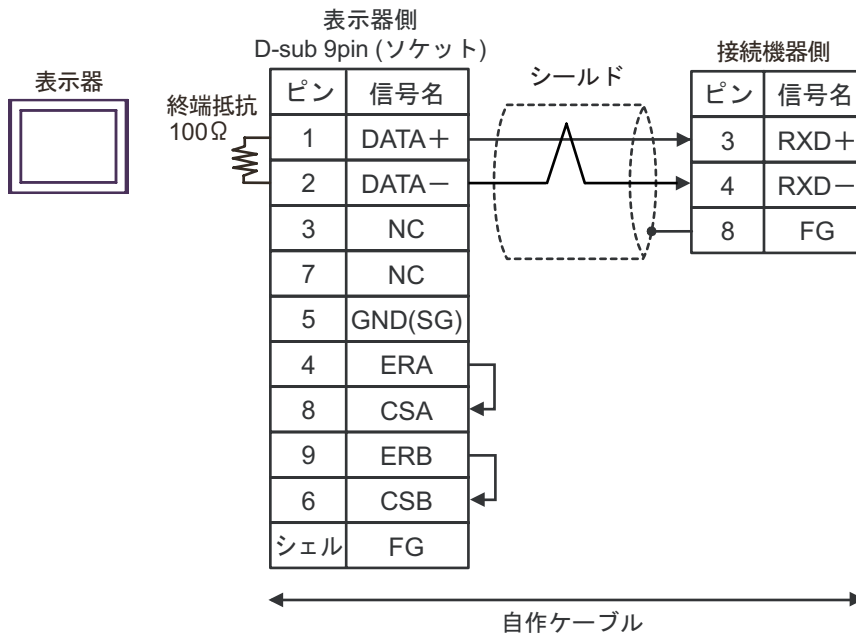 表示器側
D-sub 9pin (ソケット)
接続機器側
表示器
終端抵抗
100Ω
シールド
ピン 信号名
1 DATA＋
2 DATA－
3 NC
7 NC
5 GND(SG)
4 ERA
8 CSA
9 ERB
6 CSB
シェル FG
ピン 信号名
3 RXD＋
4 RXD－
8 FG
自作ケーブル